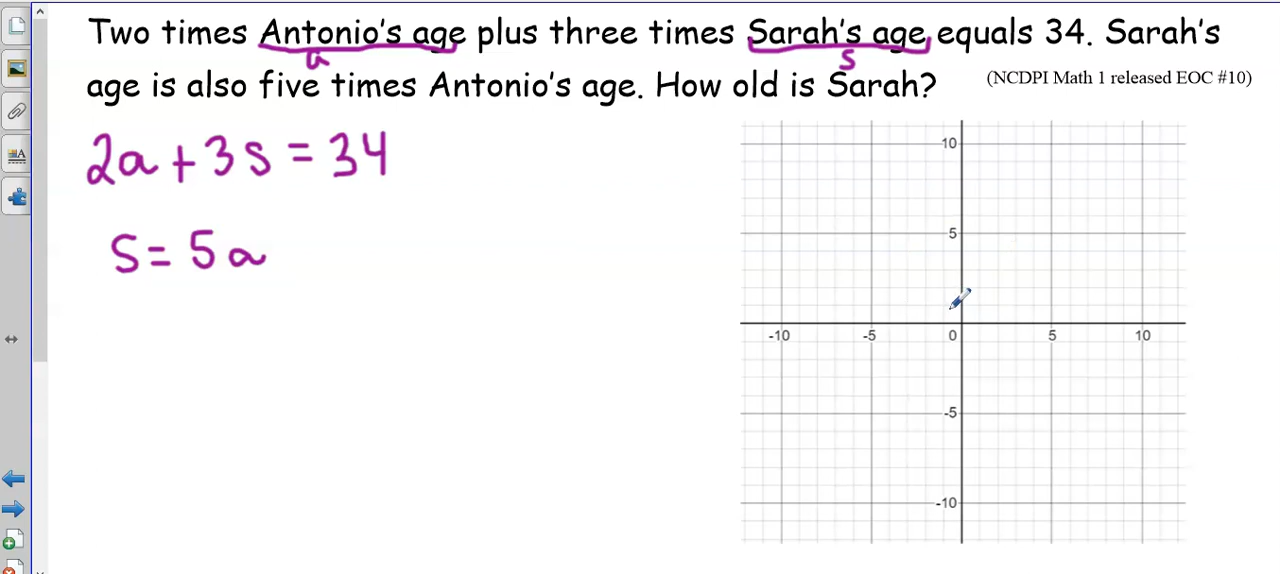 Two times Antonio's age plus three times Sarah's age equals 34. Sarah's
a s
age is also five times Antonio's age. How old is Sarah? (NCDPI Math 1 released EOC #10)
2a + 3s = 34
s = 5a
10
5
-10 -5 0 5 10
-5
-10